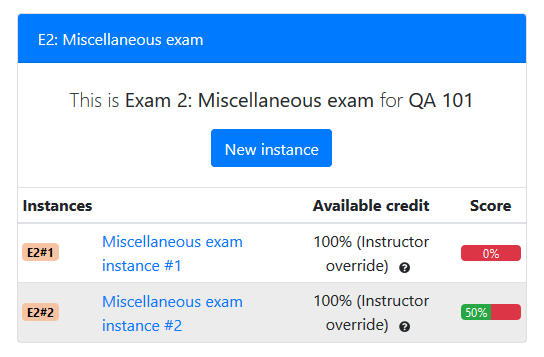 E2: Miscellaneous exam
This is Exam 2: Miscellaneous exam for QA 101
New instance
Instances Available credit Score
E2#1 Miscellaneous exam instance #1 100% (Instructor override) ? 0%
E2#2 Miscellaneous exam instance #2 100% (Instructor override) ? 50%